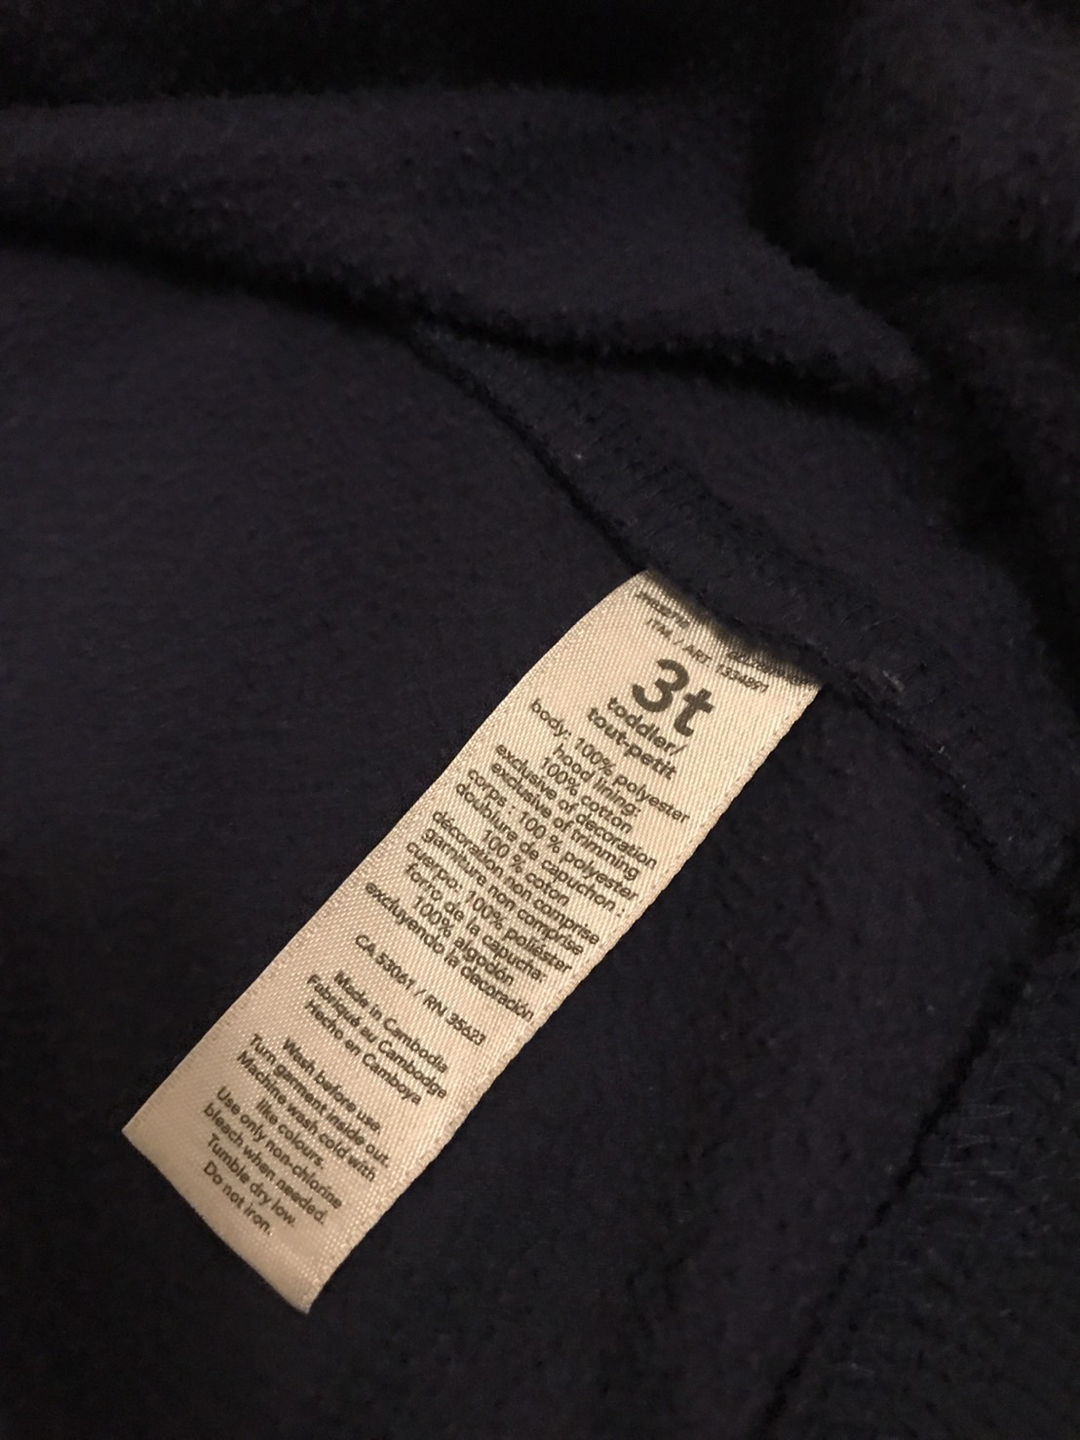 ITM / ART 1334891
3t
toddler/
tout-petit
body: 100% polyester
hood lining:
100% cotton
exclusive of decoration
exclusive of trimming
corps : 100 % polyester
doublure de capuchon :
100 % coton
décoration non comprise
garniture non comprise
cuerpo: 100% poliéster
forro de la capucha:
100% algodón
excluyendo la decoración
CA 53061 / RN 35623
Made in Cambodia
Fabriqué au Cambodge
Hecho en Camboya
Wash before use.
Turn garment inside out.
Machine wash cold with
like colours.
Use only non-chlorine
bleach when needed.
Tumble dry low.
Do not iron.